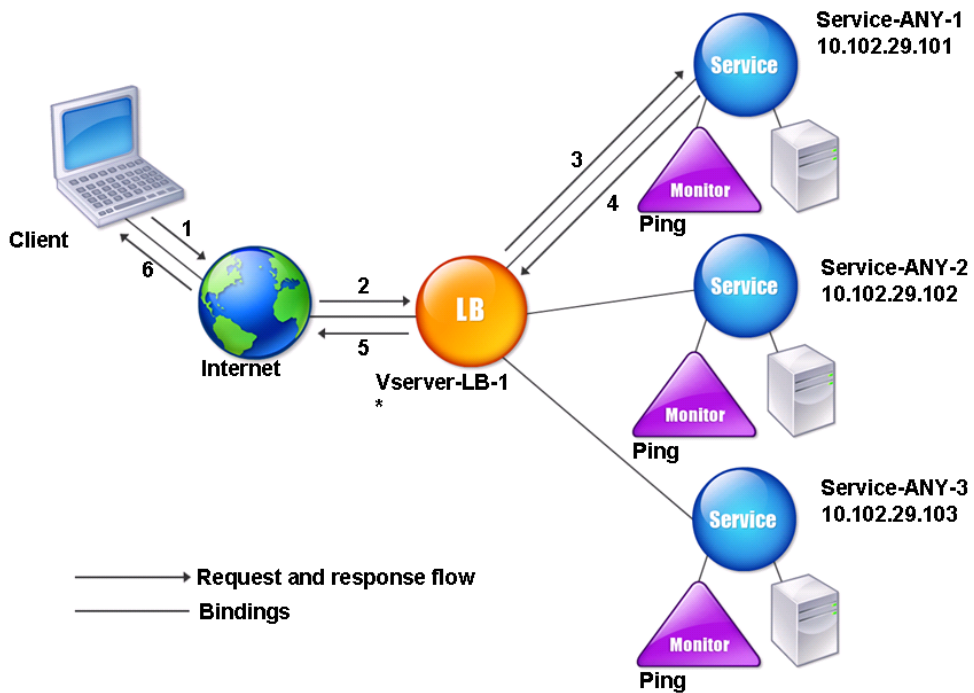 Service-ANY-1
10.102.29.101
Service
3
Monitor
4
Ping
Client
1
6
Service-ANY-2
10.102.29.102
Service
2
LB
5
Internet
Vserver-LB-1
*
Monitor
Ping
Service-ANY-3
10.102.29.103
Service
Request and response flow
Bindings
Monitor
Ping